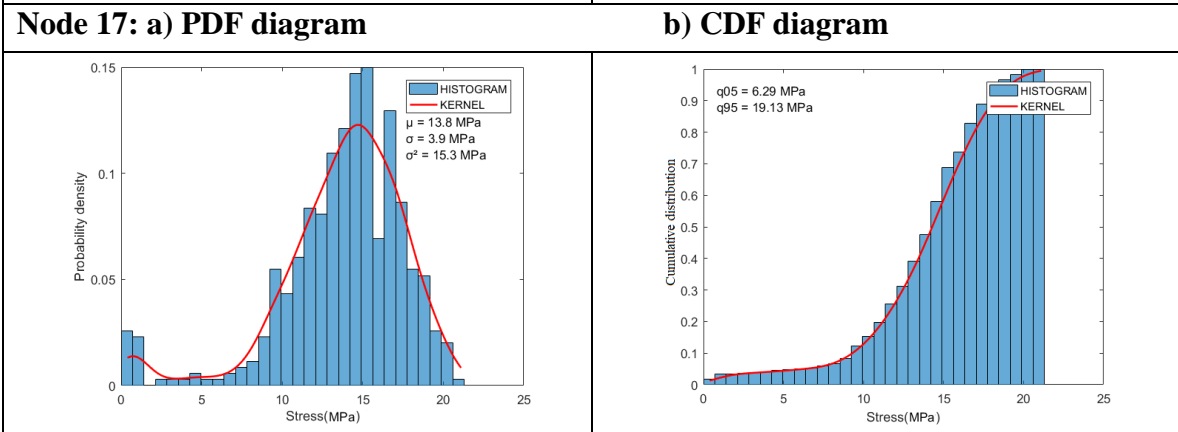 Node 17: a) PDF diagram
b) CDF diagram
0.15
0.1
0.05
0
Probability density
HISTOGRAM
KERNEL
μ = 13.8 MPa
σ = 3.9 MPa
σ² = 15.3 MPa
0 5 10 15 20 25
Stress(MPa)
1
0.9
0.8
0.7
0.6
0.5
0.4
0.3
0.2
0.1
0
Cumulative distribution
q05 = 6.29 MPa
q95 = 19.13 MPa
HISTOGRAM
KERNEL
0 5 10 15 20 25
Stress(MPa)